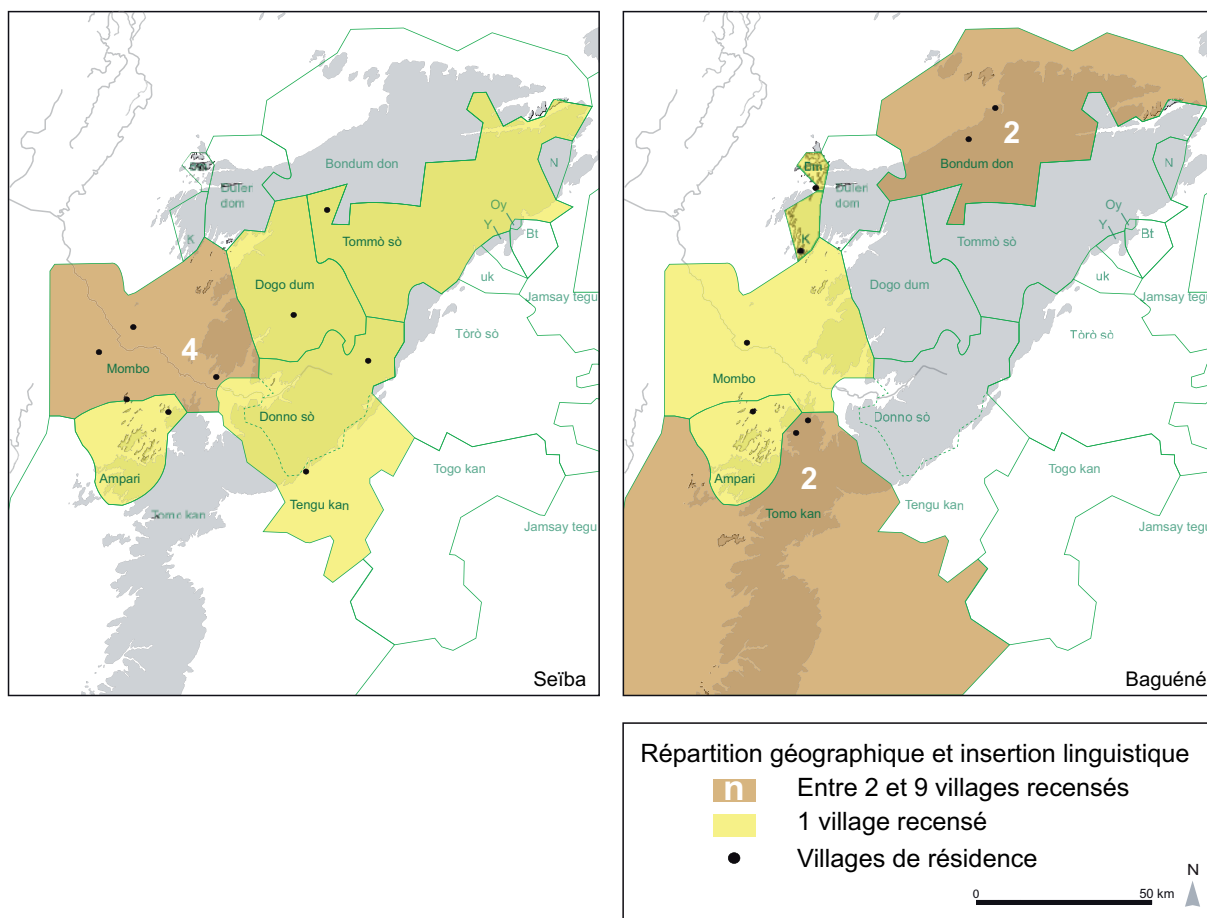 Bondum don
N
Duler dom
Oy
Y
Bt
K
Tommò sò
uk
Dogo dum
Jamsay tegu
Tòrò sò
4
Mombo
Donno sò
Togo kan
Ampari
Tengu kan
Tomo kan
Jamsay tegu
Seïba
2
Bondum don
N
Em
Duler dom
Oy
Y
Bt
K
Tommò sò
uk
Dogo dum
Jamsay tegu
Tòrò sò
Mombo
Donno sò
Togo kan
Ampari
2
Tengu kan
Tomo kan
Jamsay tegu
Baguéné
Répartition géographique et insertion linguistique
n Entre 2 et 9 villages recensés
1 village recensé
Villages de résidence
N
0 50 km